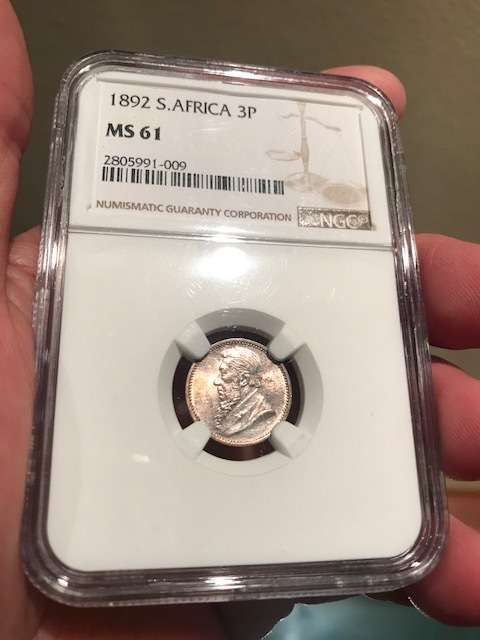 1892 S.AFRICA 3P
MS 61
2805991-009
NUMISMATIC GUARANTY CORPORATION NGC